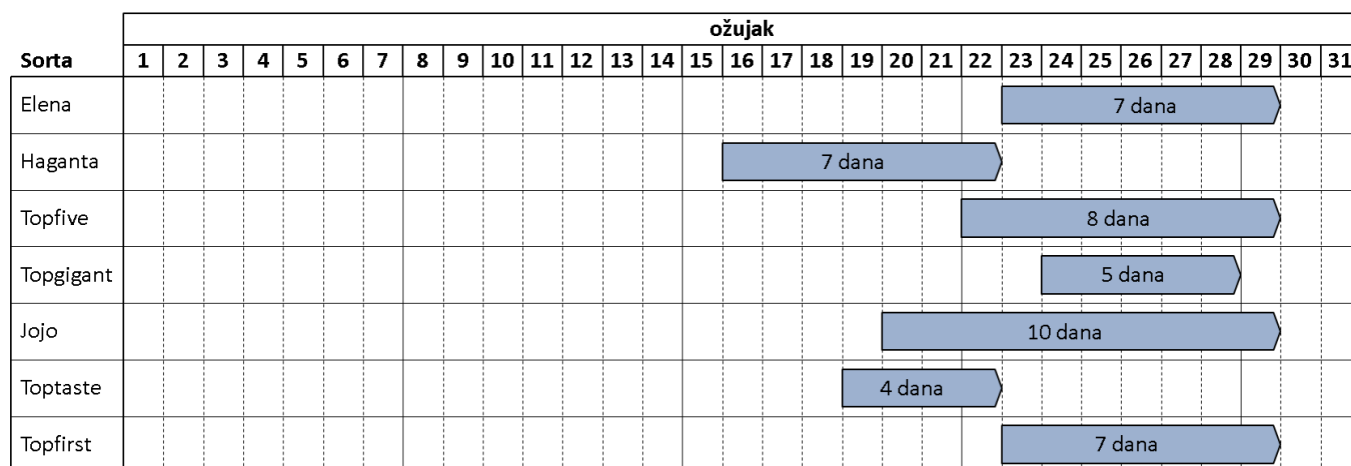 ožujak
Sorta 1 2 3 4 5 6 7 8 9 10 11 12 13 14 15 16 17 18 19 20 21 22 23 24 25 26 27 28 29 30 31
Elena 7 dana
Haganta 7 dana
Topfive 8 dana
Topgigant 5 dana
Jojo 10 dana
Toptaste 4 dana
Topfirst 7 dana